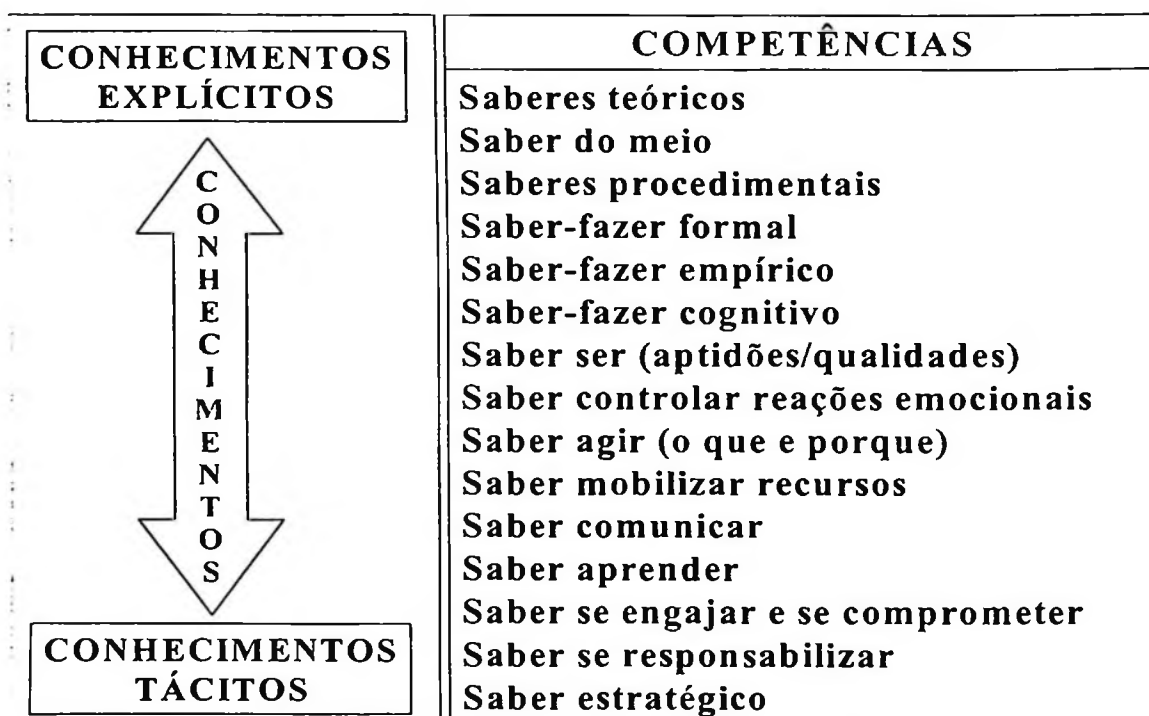 CONHECIMENTOS
EXPLÍCITOS
CONHECIMENTOS
CONHECIMENTOS
TÁCITOS
COMPETÊNCIAS
Saberes teóricos
Saber do meio
Saberes procedimentais
Saber-fazer formal
Saber-fazer empírico
Saber-fazer cognitivo
Saber ser (aptidões/qualidades)
Saber controlar reações emocionais
Saber agir (o que e porque)
Saber mobilizar recursos
Saber comunicar
Saber aprender
Saber se engajar e se comprometer
Saber se responsabilizar
Saber estratégico